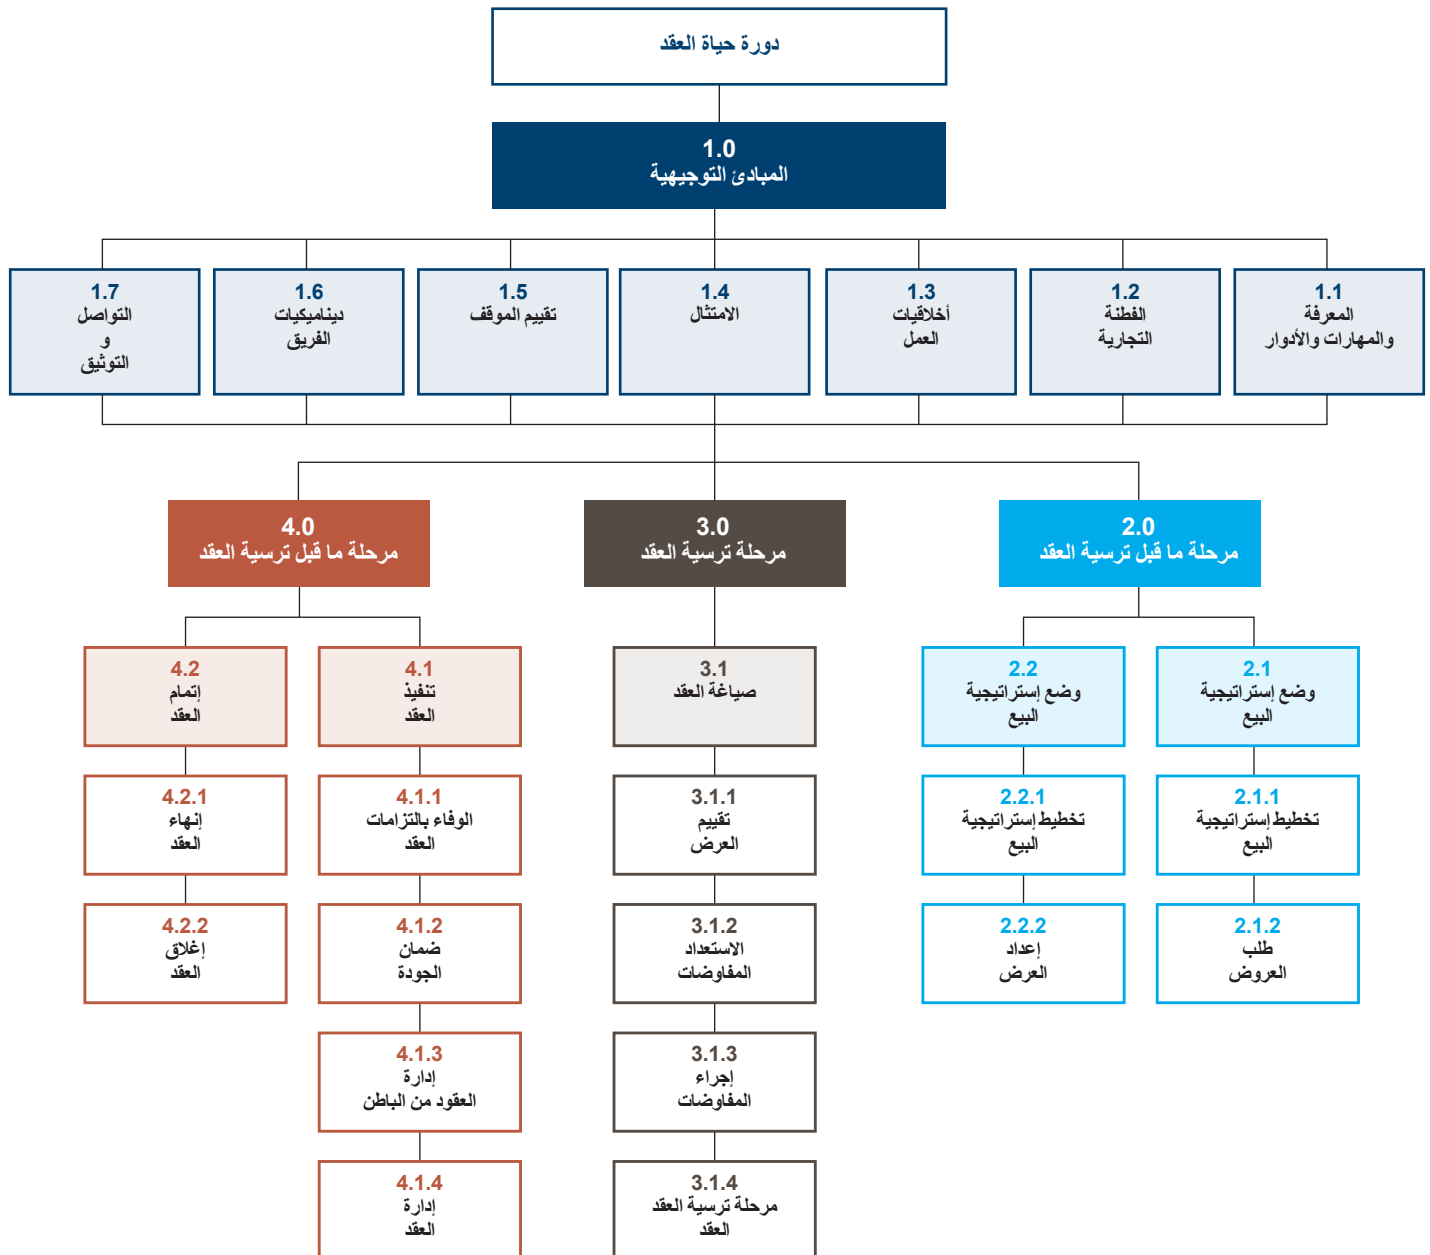 دورة حياة العقد
1.0
المبادئ التوجيهية
1.1
المعرفة
والمهارات والأدوار
1.2
الفطنة
التجارية
1.3
أخلاقيات
العمل
1.4
الامتثال
1.5
تقييم الموقف
1.6
ديناميكيات
الفريق
1.7
التواصل
و
التوثيق
2.0
مرحلة ما قبل ترسية العقد
3.0
مرحلة ترسية العقد
4.0
مرحلة ما قبل ترسية العقد
2.1
وضع إستراتيجية
البيع
2.1.1
تخطيط إستراتيجية
البيع
2.1.2
طلب
العروض
2.2
وضع إستراتيجية
البيع
2.2.1
تخطيط إستراتيجية
البيع
2.2.2
إعداد
العرض
3.1
صياغة العقد
3.1.1
تقييم
العرض
3.1.2
الاستعداد
المفاوضات
3.1.3
إجراء
المفاوضات
3.1.4
مرحلة ترسية العقد
العقد
4.1
تنفيذ
العقد
4.1.1
الوفاء بالتزامات
العقد
4.1.2
ضمان
الجودة
4.1.3
إدارة
العقود من الباطن
4.1.4
إدارة
العقد
4.2
إتمام
العقد
4.2.1
إنهاء
العقد
4.2.2
إغلاق
العقد